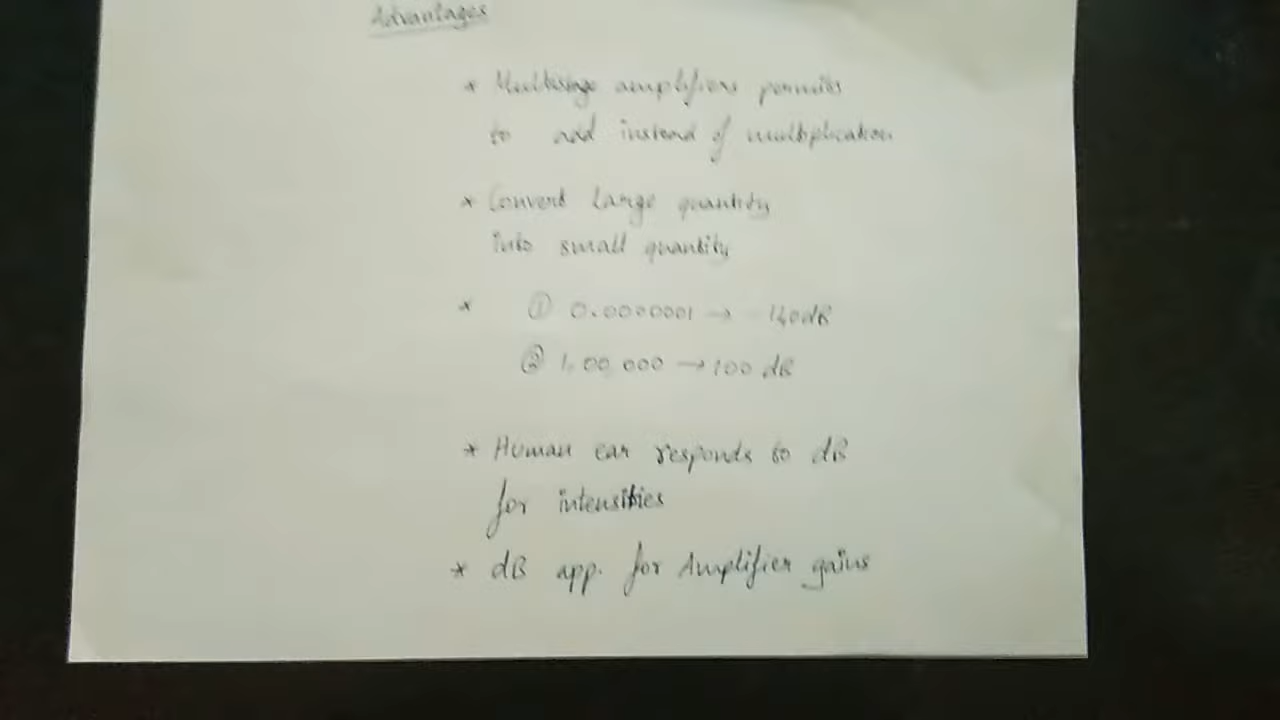 Advantages
* Multistage amplifiers permits
to add instead of multiplication
* Convert large quantity
into small quantity
* ① 0.0000001 → -140dB
② 1,00,000 → 100 dB
* Human ear responds to dB
for intensities
* dB app. for Amplifier gains